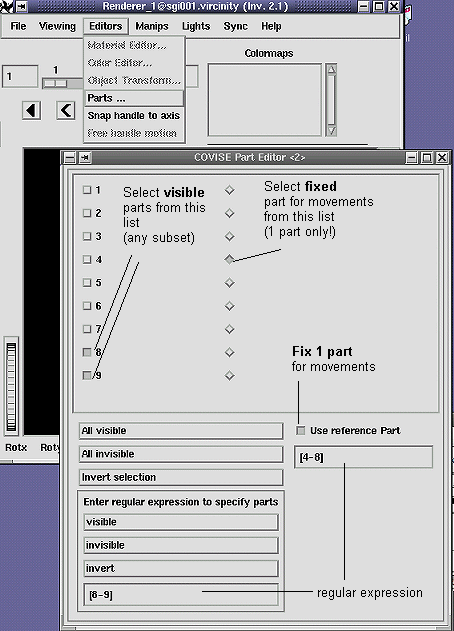 Renderer_1@sgi001.vircinity (Inv. 2.1)
File Viewing Editors Manips Lights Sync Help
Material Editor...
Color Editor...
Object Transform...
Parts ...
Snap handle to axis
Free handle motion
1 1
Colormaps
COVISE Part Editor <2>
1
2
3
4
5
6
7
8
9
Select visible
parts from this
list
(any subset)
Select fixed
part for movements
from this list
(1 part only!)
Fix 1 part
for movements
All visible
Use reference Part
All invisible
[4-8]
Invert selection
Enter regular expression to specify parts
visible
invisible
invert
[6-9]
regular expression
Rotx